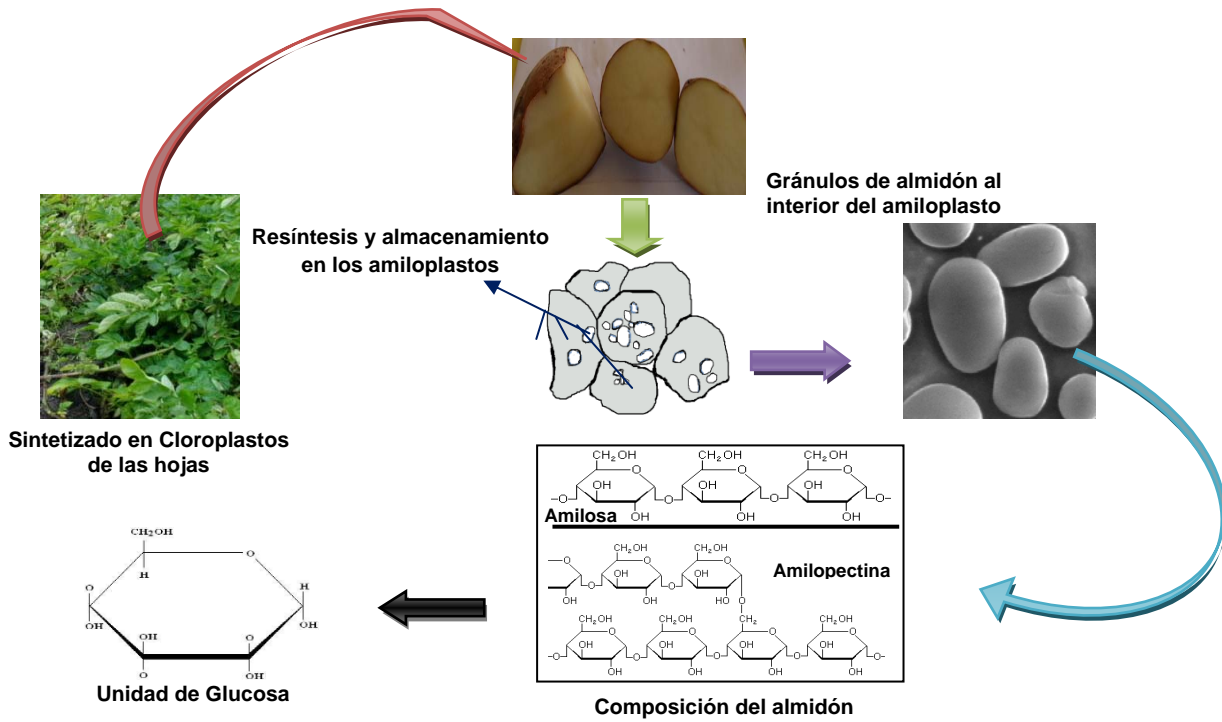 Gránulos de almidón al
interior del amiloplasto
Resíntesis y almacenamiento
en los amiloplastos
Sintetizado en Cloroplastos
de las hojas
CH2OH
CH2OH
CH2OH
O
O
O
OH
OH
OH
–O
O
O
O–
OH
OH
OH
Amilosa
CH2OH
CH2OH
Amilopectina
O
O
O
OH
OH
O
O
OH
OH
OH
O
CH2OH
CH2OH
CH2
CH2OH
O
O
O
O
OH
OH
OH
OH
–O
O
O
O
O–
OH
OH
OH
OH
Composición del almidón
CH2OH
O
H
H
O
OH
OH
OH
O
O
OH
Unidad de Glucosa